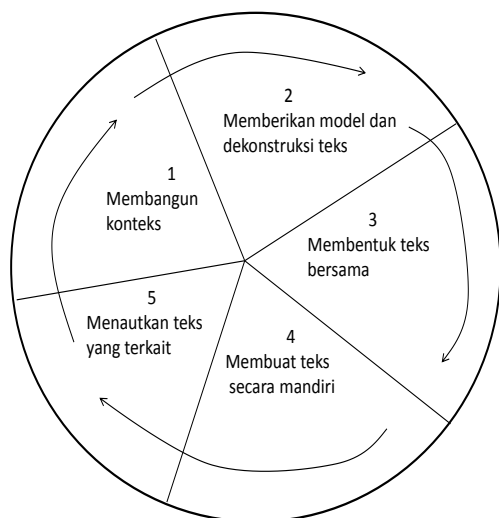 1
Membangun
konteks
2
Memberikan model dan
dekonstruksi teks
3
Membentuk teks
bersama
4
Membuat teks
secara mandiri
5
Menautkan teks
yang terkait